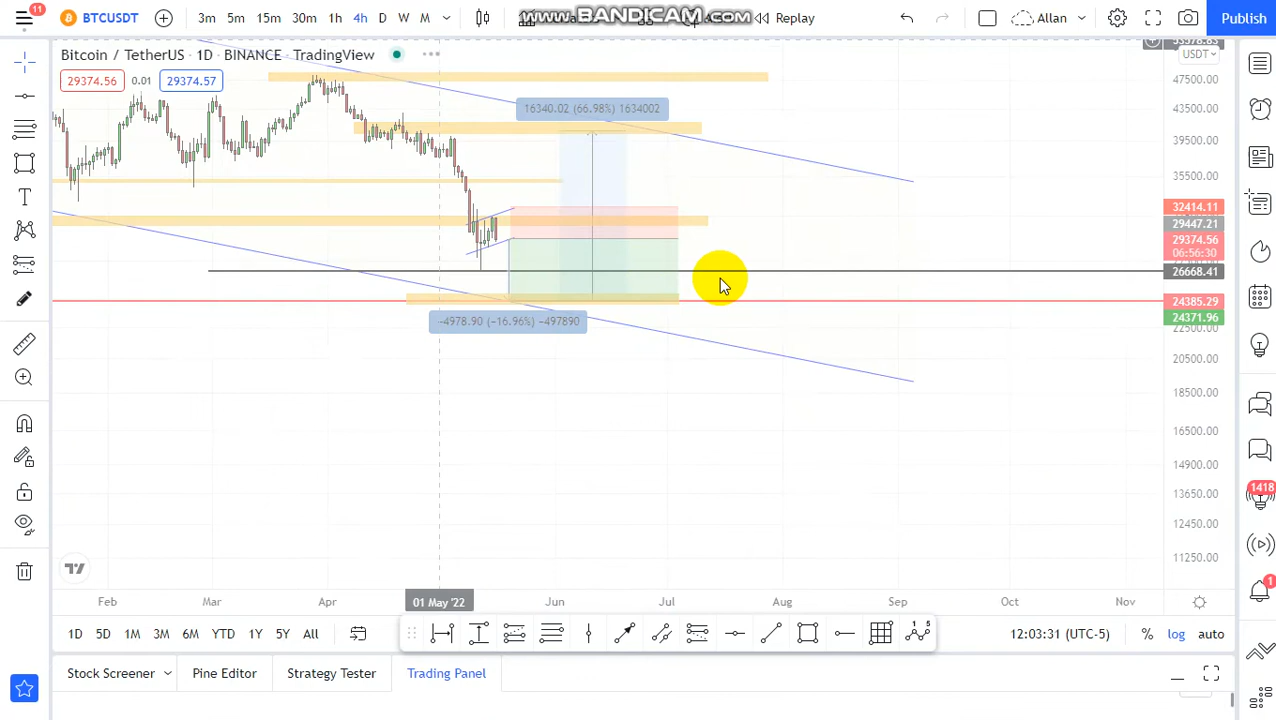 11
BTCUSDT
3m 5m 15m 30m 1h 4h D W M
www.BANDICAM.com
Replay
Allan
Publish
Bitcoin / TetherUS · 1D · BINANCE · TradingView
29374.56 0.01 29374.57
USDT
47500.00
43500.00
39500.00
35500.00
32414.11
29447.21
29374.56
06:56:30
26668.41
24385.29
24371.96
22500.00
20500.00
18500.00
16500.00
14900.00
13650.00
12450.00
11250.00
16340.02 (66.98%) 1634002
-4978.90 (-16.96%) -497890
1418
1
Feb Mar Apr 01 May '22 Jun Jul Aug Sep Oct Nov
1D 5D 1M 3M 6M YTD 1Y 5Y All
12:03:31 (UTC-5) % log auto
Stock Screener Pine Editor Strategy Tester Trading Panel